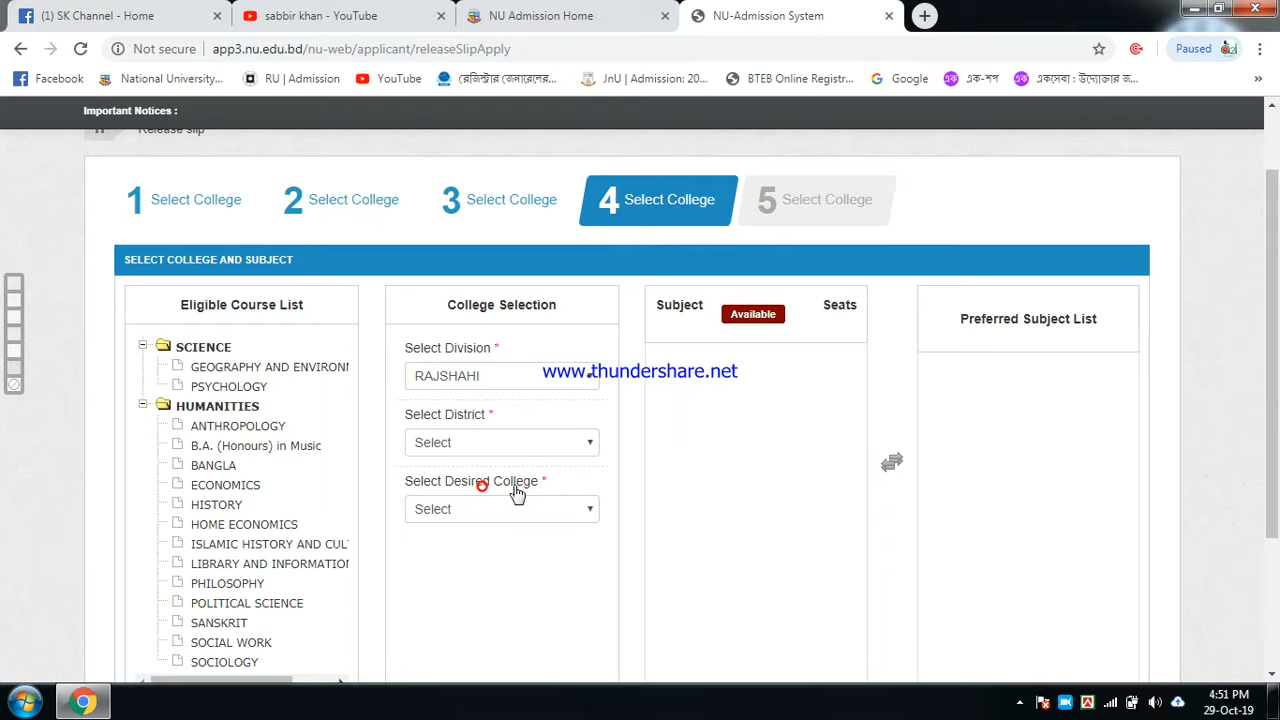 (1) SK Channel - Home
sabbir khan - YouTube
NU Admission Home
NU-Admission System
Not secure
app3.nu.edu.bd/nu-web/applicant/releaseSlipApply
Paused
Facebook
National University...
RU | Admission
YouTube
রেজিস্টার জেনারেলের...
JnU | Admission: 20...
BTEB Online Registr...
Google
এক-শপ
একসেবা : উদ্যোক্তার জ...
»
Important Notices :
Release slip
1 Select College
2 Select College
3 Select College
4 Select College
5 Select College
SELECT COLLEGE AND SUBJECT
Eligible Course List
College Selection
Subject
Available
Seats
Preferred Subject List
SCIENCE
GEOGRAPHY AND ENVIRON
PSYCHOLOGY
HUMANITIES
ANTHROPOLOGY
B.A. (Honours) in Music
BANGLA
ECONOMICS
HISTORY
HOME ECONOMICS
ISLAMIC HISTORY AND CUL
LIBRARY AND INFORMATION
PHILOSOPHY
POLITICAL SCIENCE
SANSKRIT
SOCIAL WORK
SOCIOLOGY
Select Division *
RAJSHAHI
www.thundershare.net
Select District *
Select
Select Desired College *
Select
4:51 PM
29-Oct-19